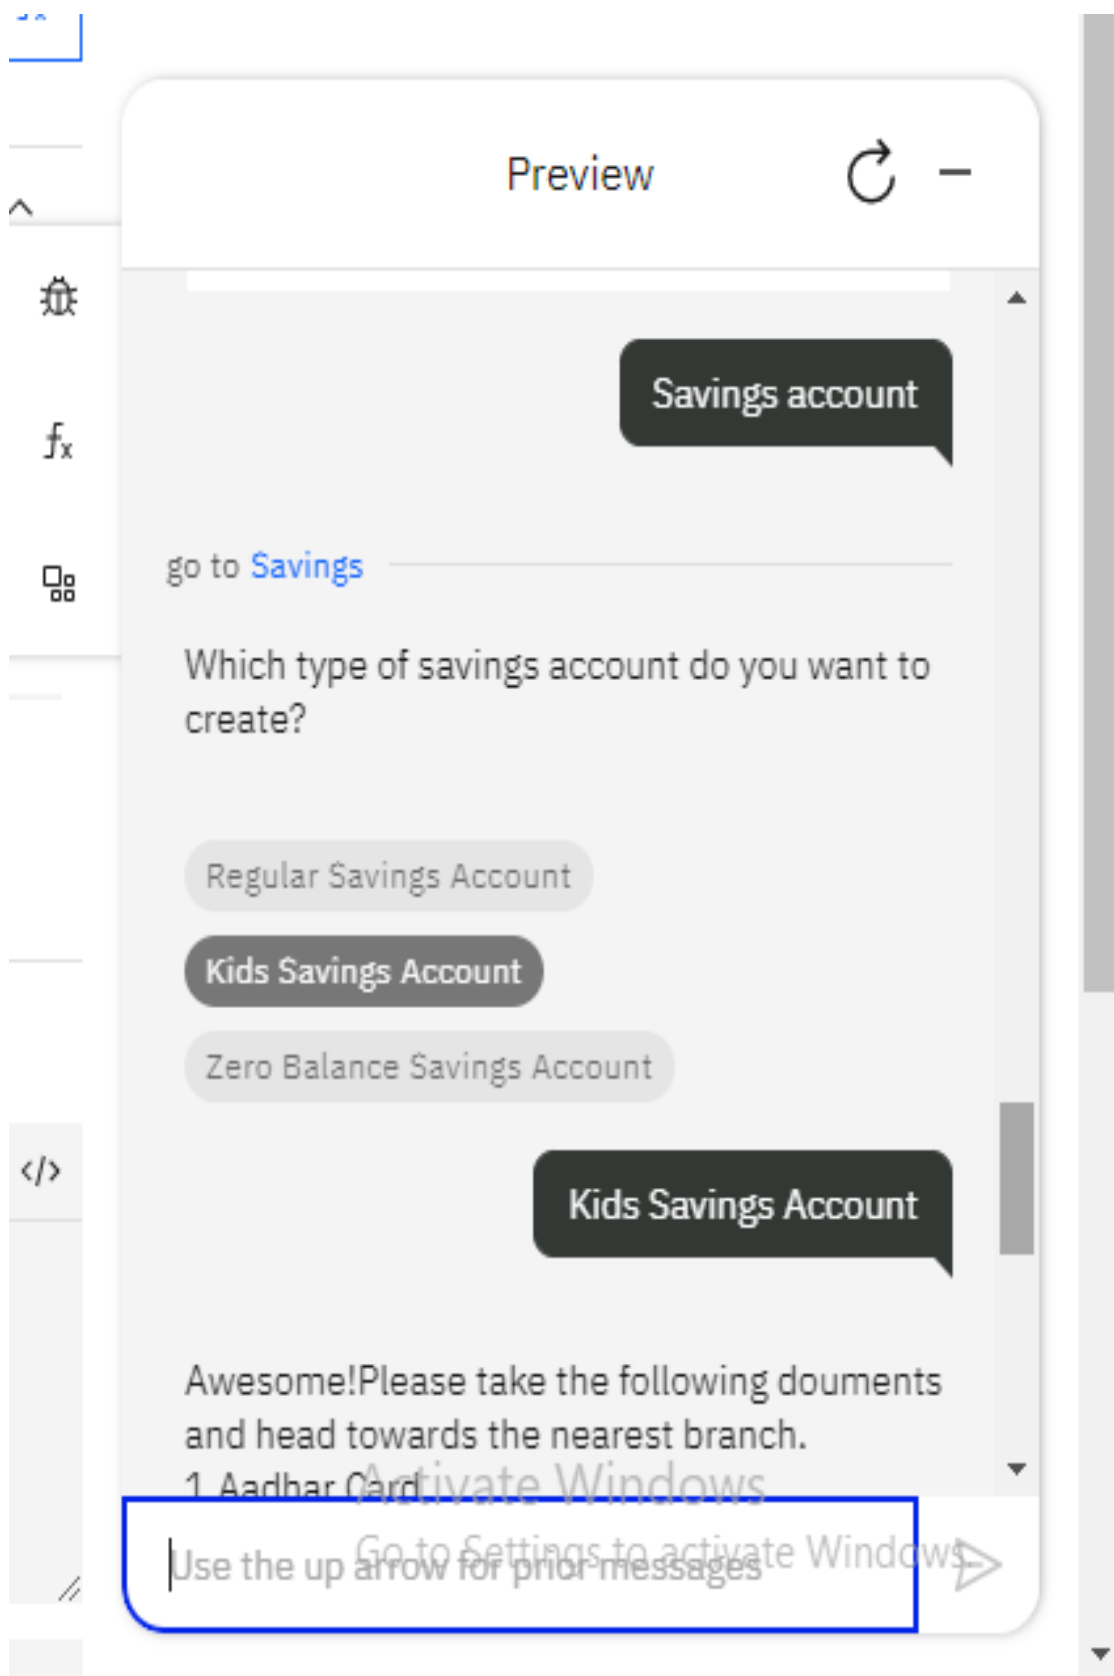 Preview
Savings account
fx
go to Savings
Which type of savings account do you want to
create?
Regular Savings Account
Kids Savings Account
Zero Balance Savings Account
</>
Kids Savings Account
Awesome!Please take the following douments
and head towards the nearest branch.
1 Aadhar Card
Activate Windows
Go to Settings to activate Windows.
Use the up arrow for prior messages